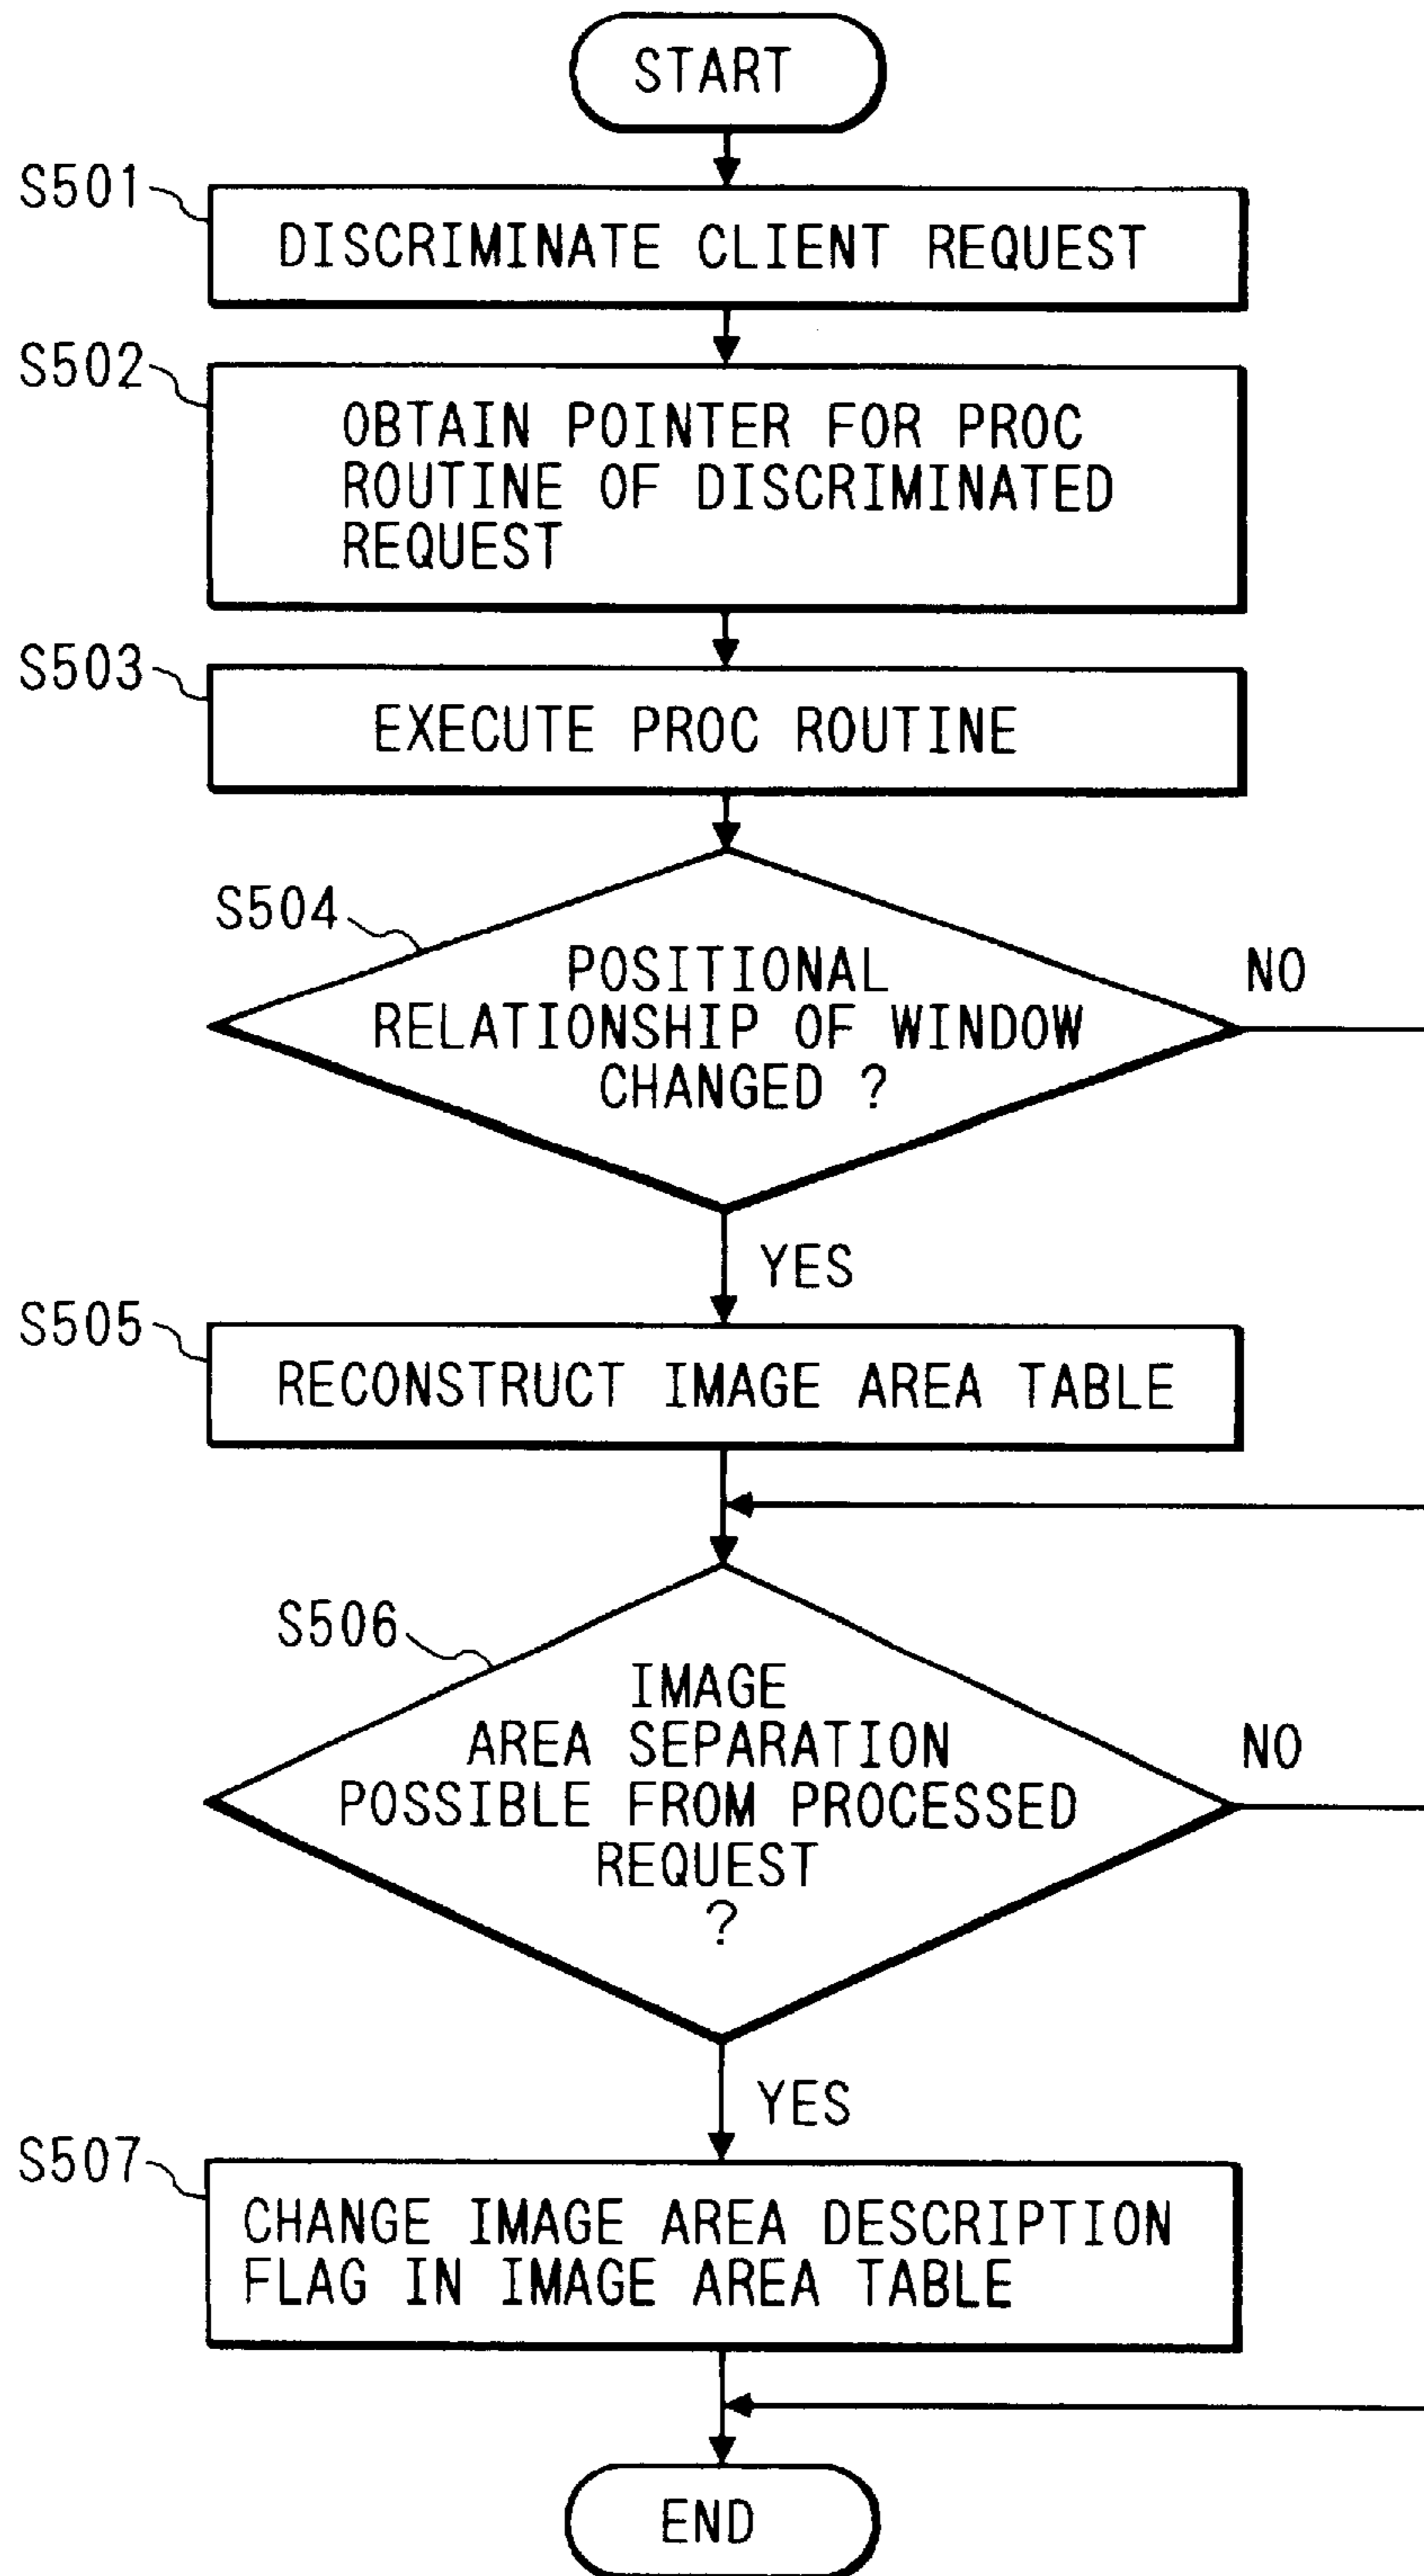 START
S501
DISCRIMINATE CLIENT REQUEST
S502
OBTAIN POINTER FOR PROC
ROUTINE OF DISCRIMINATED
REQUEST
S503
EXECUTE PROC ROUTINE
S504
POSITIONAL
RELATIONSHIP OF WINDOW
CHANGED ?
NO
YES
S505
RECONSTRUCT IMAGE AREA TABLE
S506
IMAGE
AREA SEPARATION
POSSIBLE FROM PROCESSED
REQUEST
?
NO
YES
S507
CHANGE IMAGE AREA DESCRIPTION
FLAG IN IMAGE AREA TABLE
END